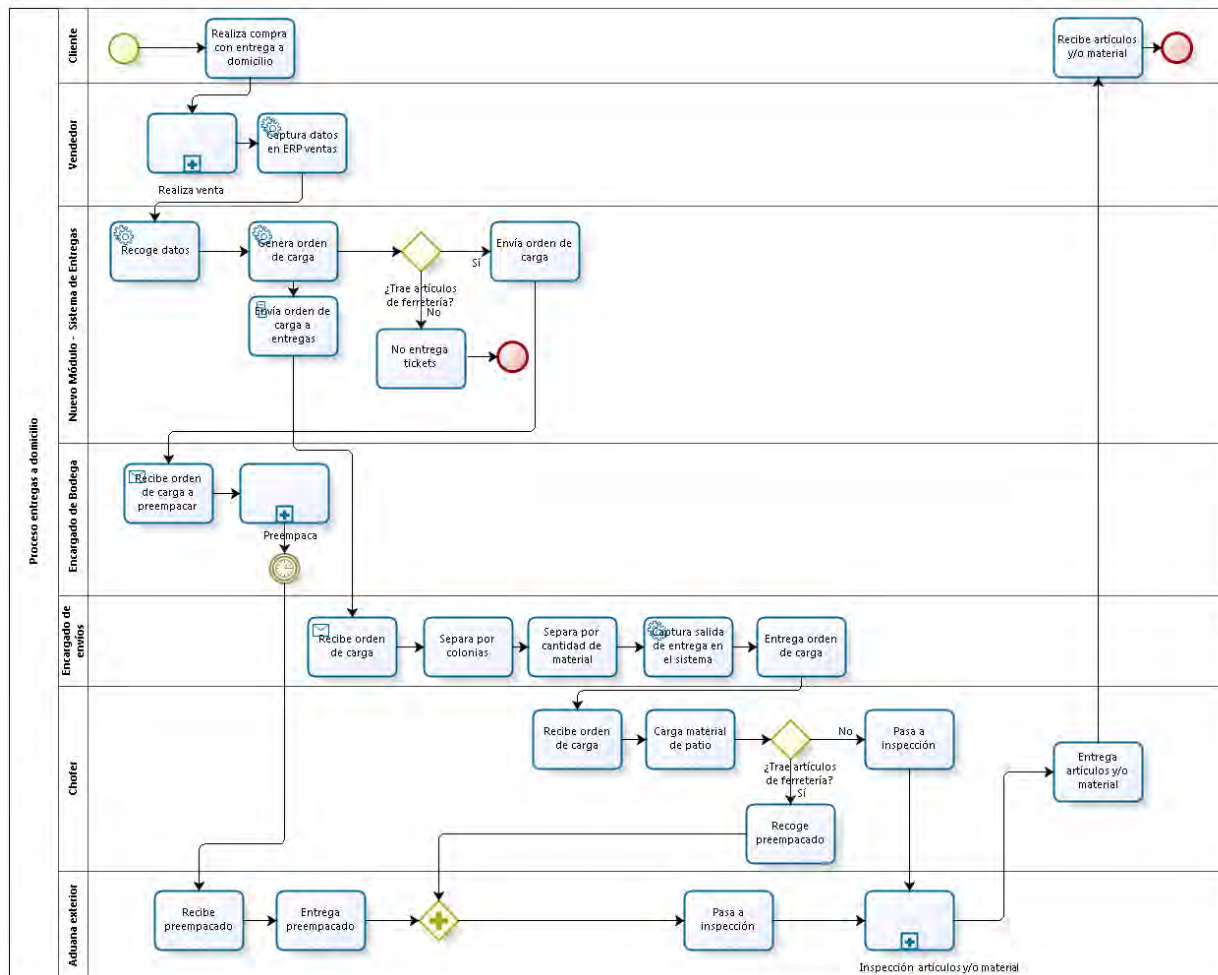 Proceso entregas a domicilio
Cliente
Realiza compra
con entrega a
domicilio
Recibe artículos
y/o material
Vendedor
Realiza venta
Captura datos
en ERP ventas
Nuevo Módulo - Sistema de Entregas
Recoge datos
Genera orden
de carga
¿Trae artículos
de ferretería?
Sí
No
Envía orden de
carga
Envía orden de
carga a
entregas
No entrega
tickets
Encargado de Bodega
Recibe orden
de carga a
preempacar
Preempaca
Encargado de
envíos
Recibe orden
de carga
Separa por
colonias
Separa por
cantidad de
material
Captura salida
de entrega en
el sistema
Entrega orden
de carga
Chofer
Recibe orden
de carga
Carga material
de patio
¿Trae artículos
de ferretería?
No
Sí
Pasa a
inspección
Recoge
preempacado
Entrega
artículos y/o
material
Aduana exterior
Recibe
preempacado
Entrega
preempacado
Pasa a
inspección
Inspección artículos y/o material